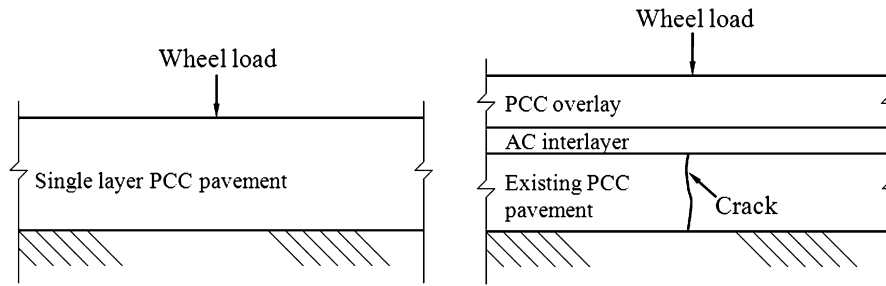 Wheel load
Single layer PCC pavement
Wheel load
PCC overlay
AC interlayer
Existing PCC
pavement
Crack